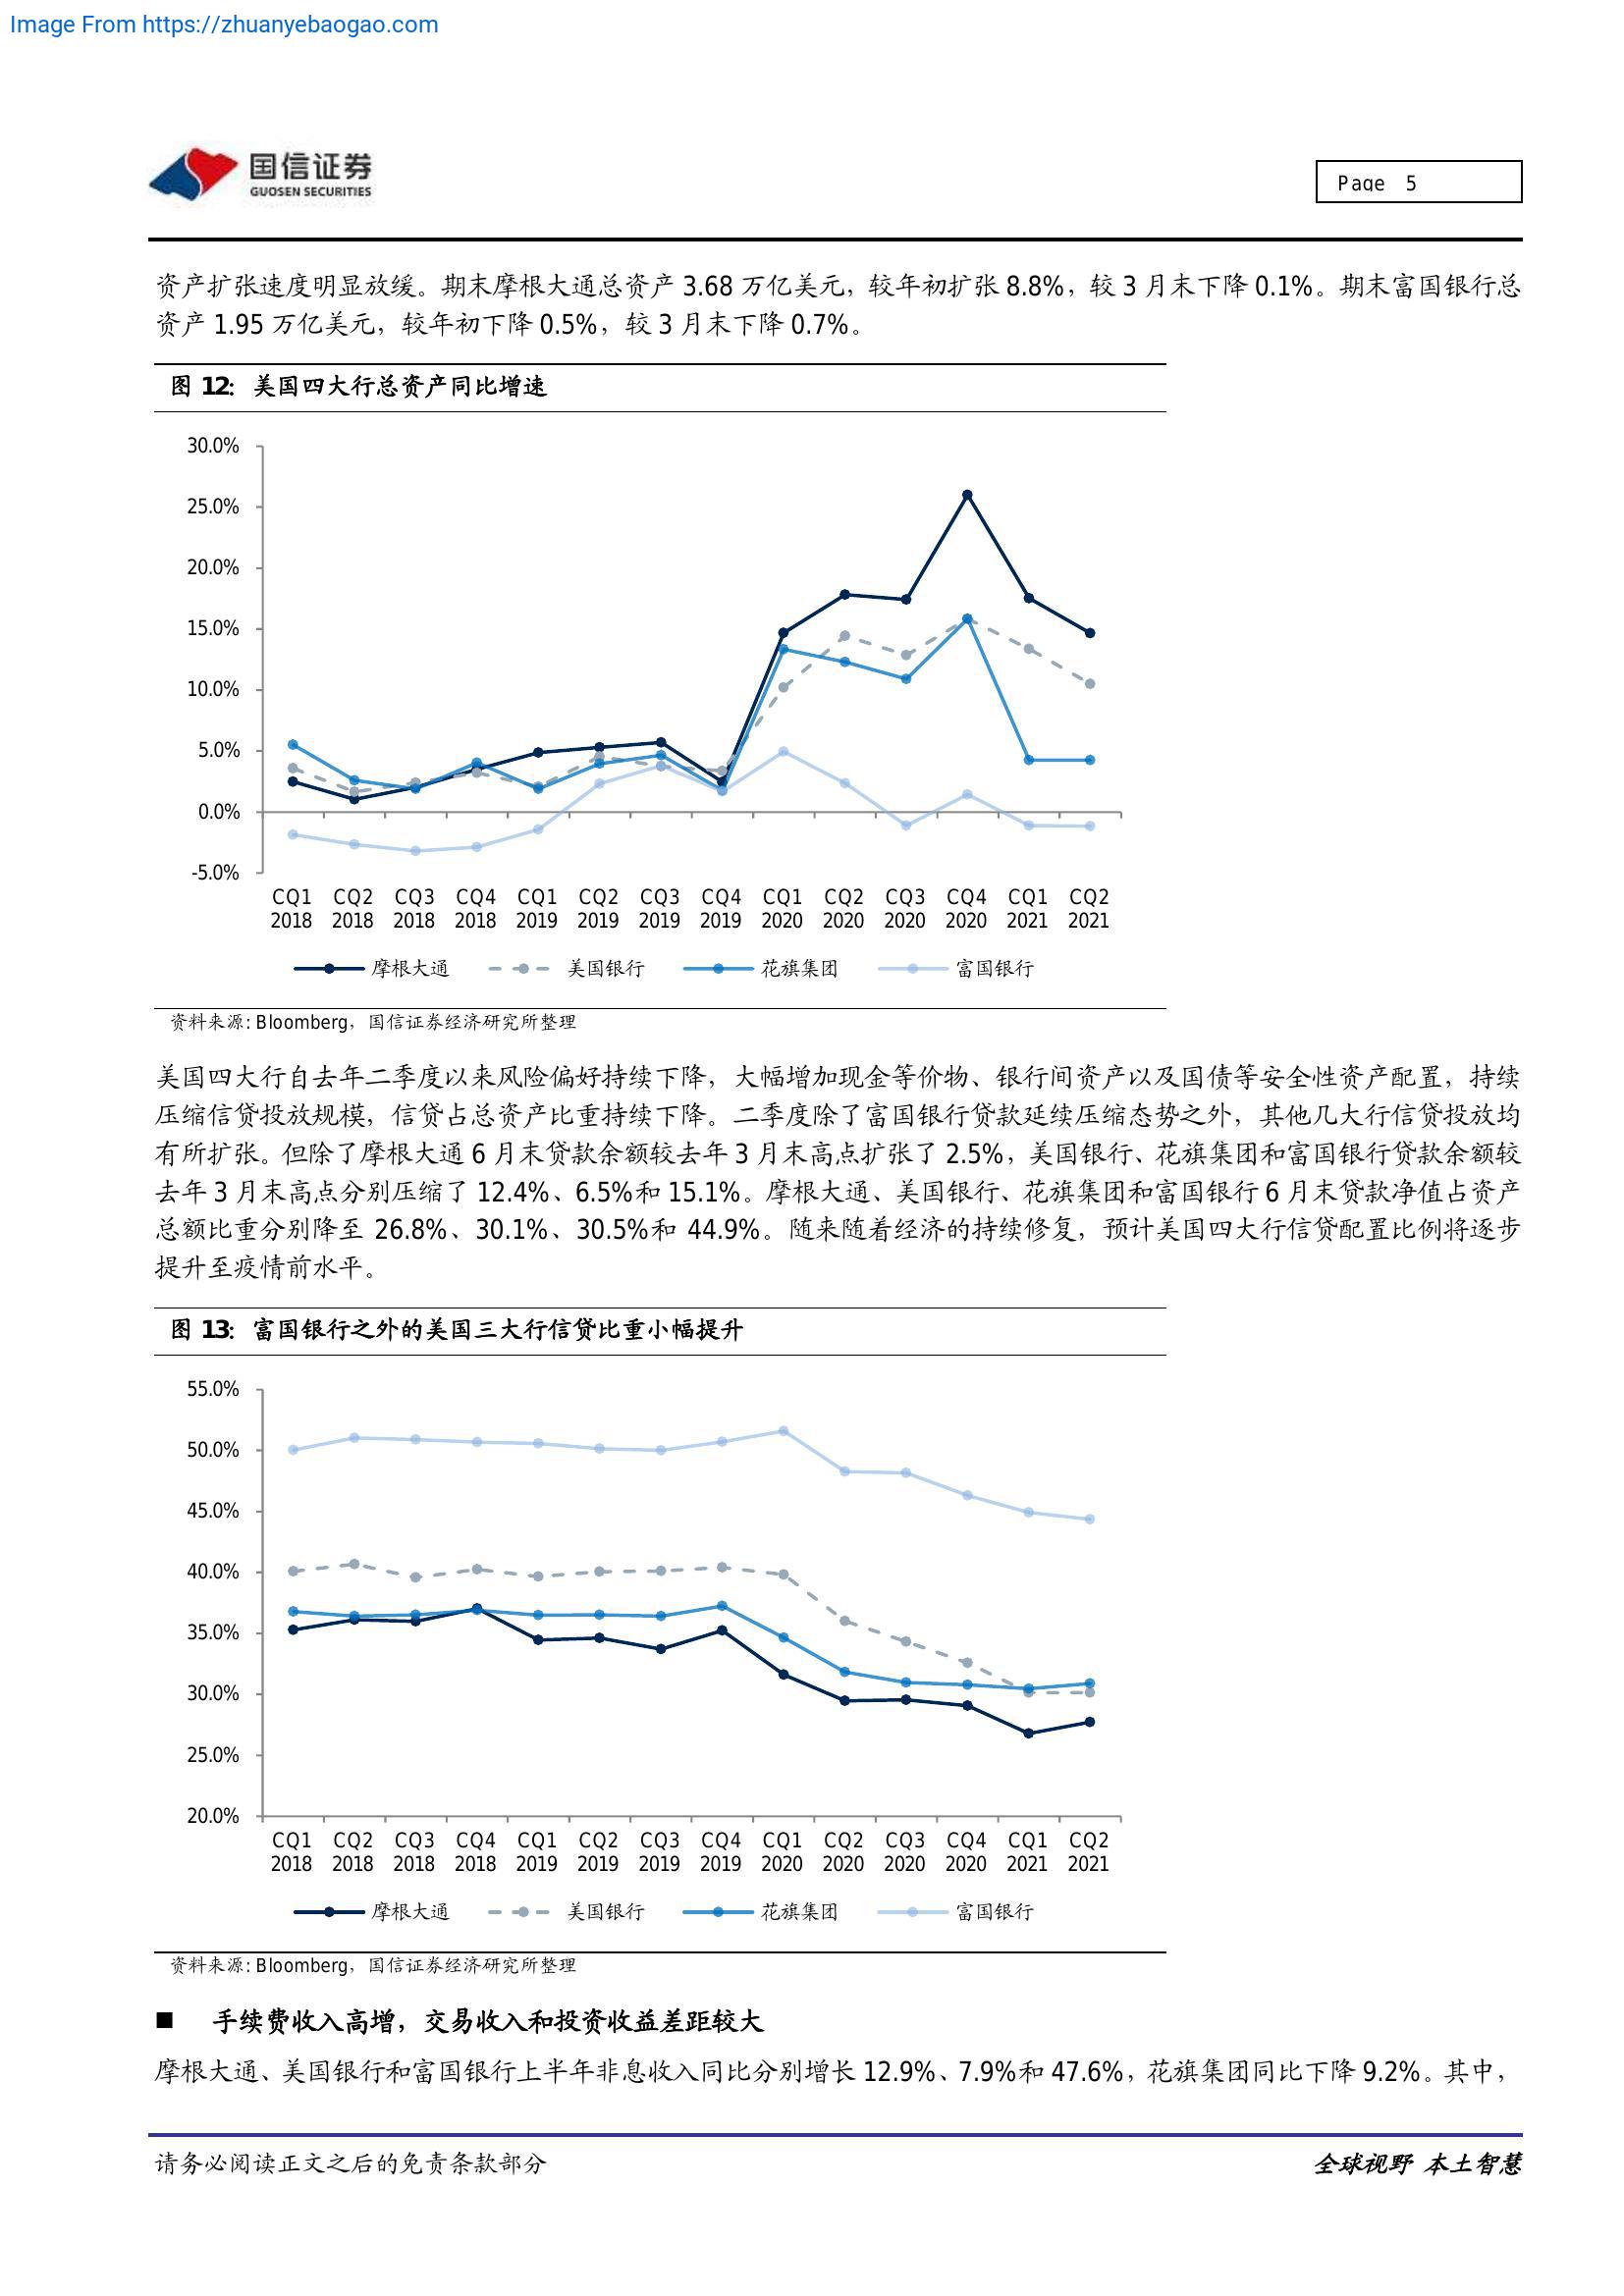 Image From https://zhuanyebaogao.com
国信证券
GUOSEN SECURITIES
Page 5
资产扩张速度明显放缓。期末摩根大通总资产 3.68 万亿美元，较年初扩张 8.8%，较 3 月末下降 0.1%。期末富国银行总
资产 1.95 万亿美元，较年初下降 0.5%，较 3 月末下降 0.7%。
图 12：美国四大行总资产同比增速
30.0%
25.0%
20.0%
15.0%
10.0%
5.0%
0.0%
-5.0%
CQ1 CQ2 CQ3 CQ4 CQ1 CQ2 CQ3 CQ4 CQ1 CQ2 CQ3 CQ4 CQ1 CQ2
2018 2018 2018 2018 2019 2019 2019 2019 2020 2020 2020 2020 2021 2021
摩根大通 美国银行 花旗集团 富国银行
资料来源：Bloomberg，国信证券经济研究所整理
美国四大行自去年二季度以来风险偏好持续下降，大幅增加现金等价物、银行间资产以及国债等安全性资产配置，持续
压缩信贷投放规模，信贷占总资产比重持续下降。二季度除了富国银行贷款延续压缩态势之外，其他几大行信贷投放均
有所扩张。但除了摩根大通 6 月末贷款余额较去年 3 月末高点扩张了 2.5%，美国银行、花旗集团和富国银行贷款余额较
去年 3 月末高点分别压缩了 12.4%、6.5%和 15.1%。摩根大通、美国银行、花旗集团和富国银行 6 月末贷款净值占资产
总额比重分别降至 26.8%、30.1%、30.5%和 44.9%。随来随着经济的持续修复，预计美国四大行信贷配置比例将逐步
提升至疫情前水平。
图 13：富国银行之外的美国三大行信贷比重小幅提升
55.0%
50.0%
45.0%
40.0%
35.0%
30.0%
25.0%
20.0%
CQ1 CQ2 CQ3 CQ4 CQ1 CQ2 CQ3 CQ4 CQ1 CQ2 CQ3 CQ4 CQ1 CQ2
2018 2018 2018 2018 2019 2019 2019 2019 2020 2020 2020 2020 2021 2021
摩根大通 美国银行 花旗集团 富国银行
资料来源：Bloomberg，国信证券经济研究所整理
■ 手续费收入高增，交易收入和投资收益差距较大
摩根大通、美国银行和富国银行上半年非息收入同比分别增长 12.9%、7.9%和 47.6%，花旗集团同比下降 9.2%。其中，
请务必阅读正文之后的免责条款部分
全球视野 本土智慧